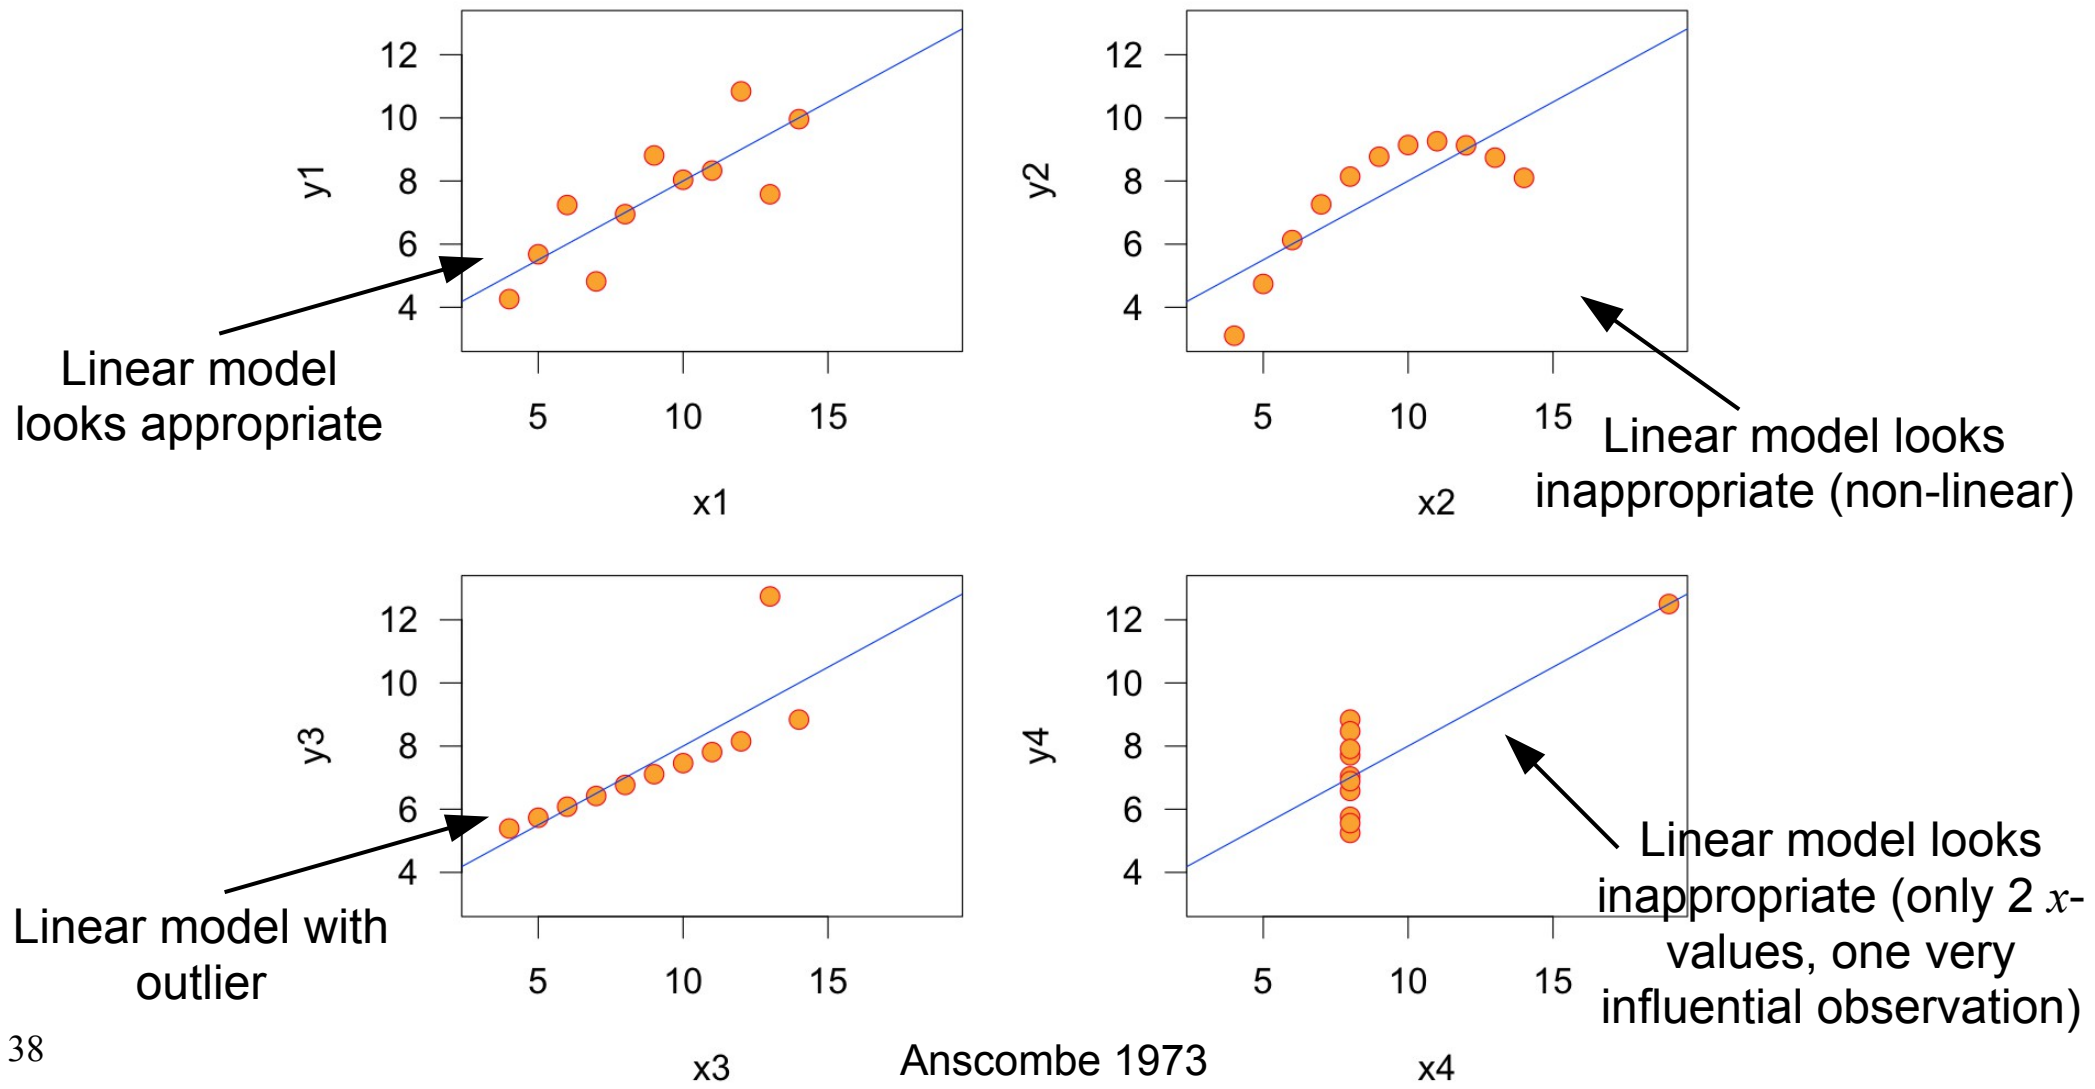 12
10
8
6
4
y1
5
10
15
x1
Linear model
looks appropriate
12
10
8
6
4
y2
5
10
15
x2
Linear model looks
inappropriate (non-linear)
12
10
8
6
4
y3
5
10
15
x3
Linear model with
outlier
12
10
8
6
4
y4
5
10
15
x4
Linear model looks
inappropriate (only 2 x-
values, one very
influential observation)
38
Anscombe 1973